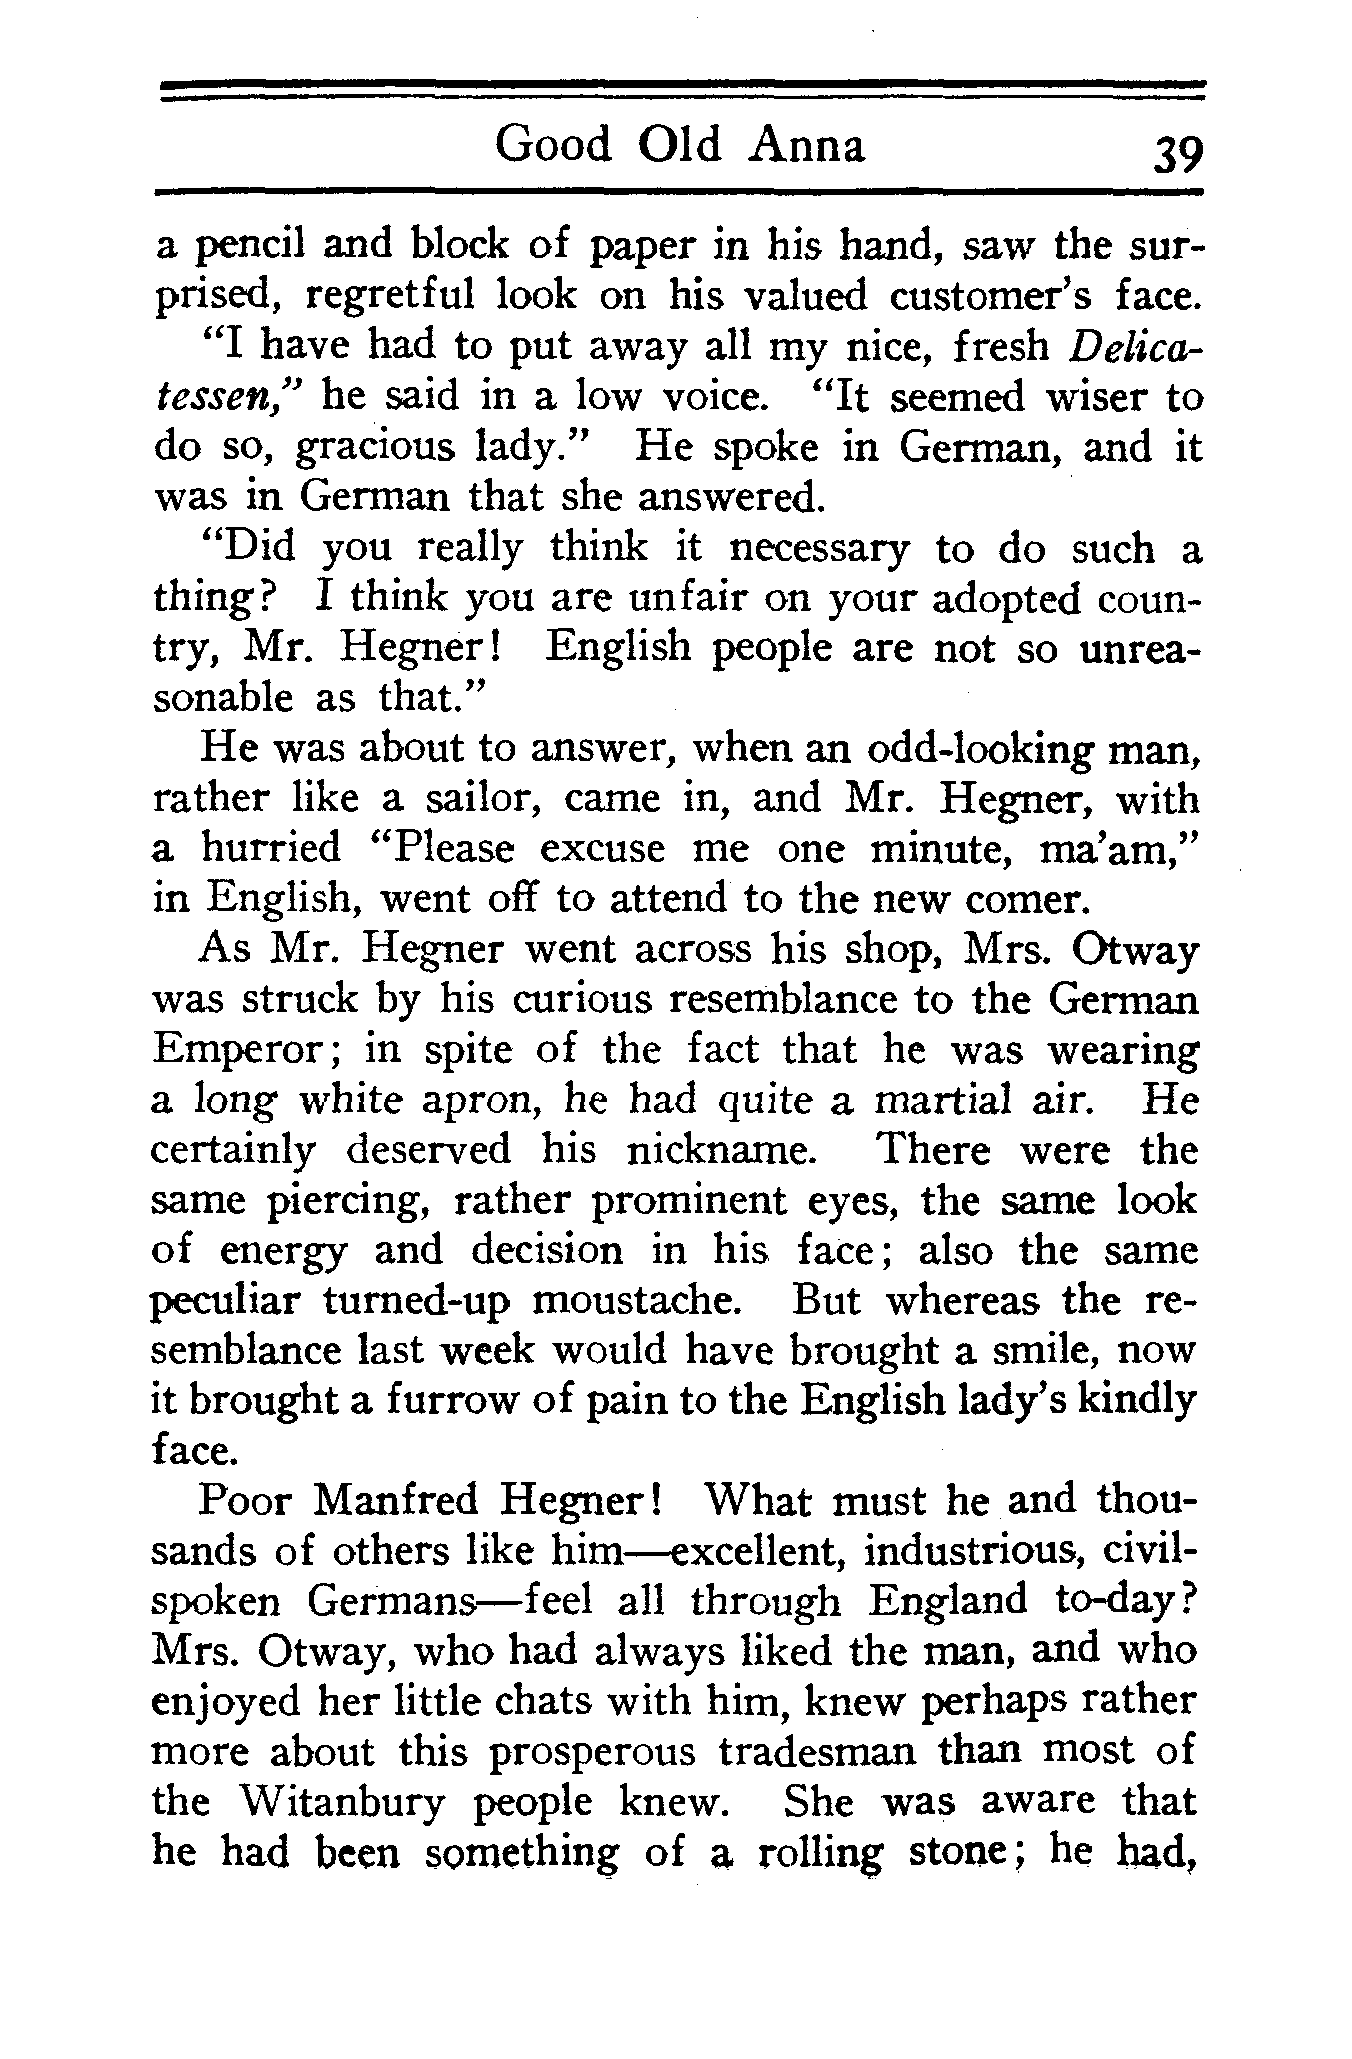 Good Old Anna 39
a pencil and block of paper in his hand, saw the sur-
prised, regretful look on his valued customer's face.
"I have had to put away all my nice, fresh Delica-
tessen," he said in a low voice. "It seemed wiser to
do so, gracious lady." He spoke in German, and it
was in German that she answered.
"Did you really think it necessary to do such a
thing? I think you are unfair on your adopted coun-
try, Mr. Hegner! English people are not so unrea-
sonable as that."
He was about to answer, when an odd-looking man,
rather like a sailor, came in, and Mr. Hegner, with
a hurried "Please excuse me one minute, ma'am,"
in English, went off to attend to the new comer.
As Mr. Hegner went across his shop, Mrs. Otway
was struck by his curious resemblance to the German
Emperor; in spite of the fact that he was wearing
a long white apron, he had quite a martial air. He
certainly deserved his nickname. There were the
same piercing, rather prominent eyes, the same look
of energy and decision in his face; also the same
peculiar turned-up moustache. But whereas the re-
semblance last week would have brought a smile, now
it brought a furrow of pain to the English lady's kindly
face.
Poor Manfred Hegner! What must he and thou-
sands of others like him—excellent, industrious, civil-
spoken Germans—feel all through England to-day?
Mrs. Otway, who had always liked the man, and who
enjoyed her little chats with him, knew perhaps rather
more about this prosperous tradesman than most of
the Witanbury people knew. She was aware that
he had been something of a rolling stone; he had,